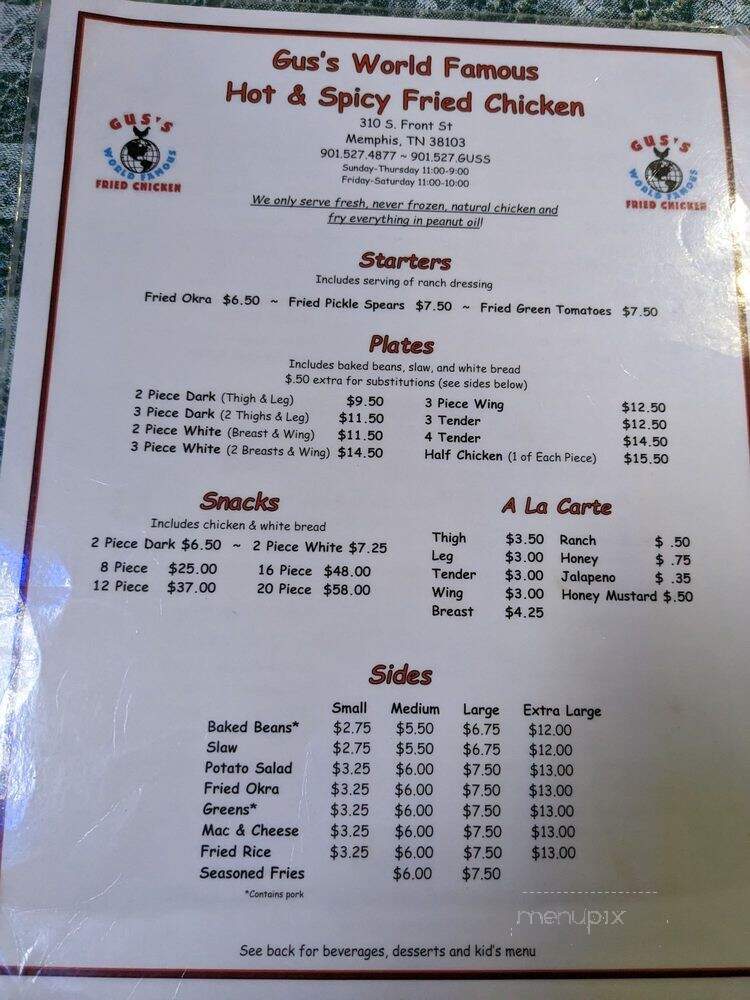 Gus's World Famous
Hot & Spicy Fried Chicken
310 S. Front St
Memphis, TN 38103
901.527.4877 ~ 901.527.GUSS
Sunday-Thursday 11:00-9:00
Friday-Saturday 11:00-10:00
GUS'S
WORLD FAMOUS
FRIED CHICKEN
GUS'S
WORLD FAMOUS
FRIED CHICKEN
We only serve fresh, never frozen, natural chicken and
fry everything in peanut oil!
Starters
Includes serving of ranch dressing
Fried Okra $6.50 ~ Fried Pickle Spears $7.50 ~ Fried Green Tomatoes $7.50
Plates
Includes baked beans, slaw, and white bread
$.50 extra for substitutions (see sides below)
2 Piece Dark (Thigh & Leg) $9.50
3 Piece Dark (2 Thighs & Leg) $11.50
2 Piece White (Breast & Wing) $11.50
3 Piece White (2 Breasts & Wing) $14.50
3 Piece Wing $12.50
3 Tender $12.50
4 Tender $14.50
Half Chicken (1 of Each Piece) $15.50
Snacks
Includes chicken & white bread
2 Piece Dark $6.50 ~ 2 Piece White $7.25
8 Piece $25.00 16 Piece $48.00
12 Piece $37.00 20 Piece $58.00
A La Carte
Thigh $3.50 Ranch $ .50
Leg $3.00 Honey $ .75
Tender $3.00 Jalapeno $ .35
Wing $3.00 Honey Mustard $.50
Breast $4.25
Sides
Small Medium Large Extra Large
Baked Beans* $2.75 $5.50 $6.75 $12.00
Slaw $2.75 $5.50 $6.75 $12.00
Potato Salad $3.25 $6.00 $7.50 $13.00
Fried Okra $3.25 $6.00 $7.50 $13.00
Greens* $3.25 $6.00 $7.50 $13.00
Mac & Cheese $3.25 $6.00 $7.50 $13.00
Fried Rice $3.25 $6.00 $7.50 $13.00
Seasoned Fries $6.00 $7.50
*Contains pork
menupix
See back for beverages, desserts and kid's menu